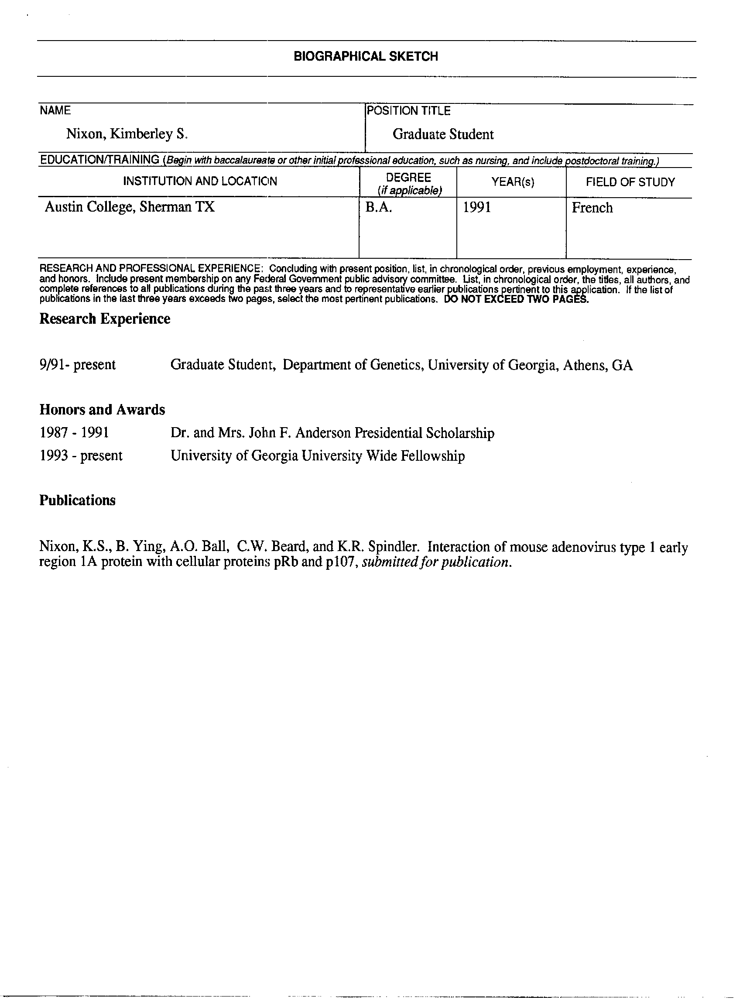 BIOGRAPHICAL SKETCH
NAME
POSITION TITLE
Nixon, Kimberley S.
Graduate Student
EDUCATION/TRAINING (Begin with baccalaureate or other initial professional education, such as nursing, and include postdoctoral training.)
INSTITUTION AND LOCATION
DEGREE
(if applicable)
YEAR(s)
FIELD OF STUDY
Austin College, Sherman TX
B.A.
1991
French
RESEARCH AND PROFESSIONAL EXPERIENCE: Concluding with present position, list, in chronological order, previous employment, experience,
and honors. Include present membership on any Federal Government public advisory committee. List, in chronological order, the titles, all authors, and
complete references to all publications during the past three years and to representative earlier publications pertinent to this application. If the list of
publications in the last three years exceeds two pages, select the most pertinent publications. DO NOT EXCEED TWO PAGES.
Research Experience
9/91- present Graduate Student, Department of Genetics, University of Georgia, Athens, GA
Honors and Awards
1987 - 1991 Dr. and Mrs. John F. Anderson Presidential Scholarship
1993 - present University of Georgia University Wide Fellowship
Publications
Nixon, K.S., B. Ying, A.O. Ball, C.W. Beard, and K.R. Spindler. Interaction of mouse adenovirus type 1 early
region 1A protein with cellular proteins pRb and p107, submitted for publication.